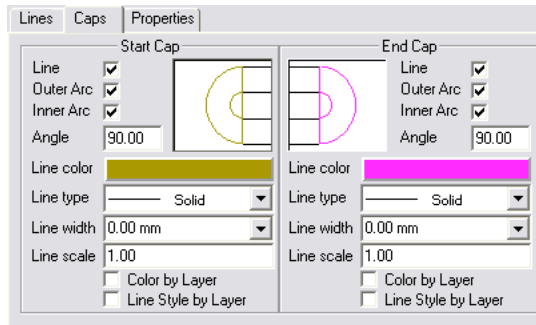 Lines Caps Properties
Start Cap
Line
Outer Arc
Inner Arc
Angle 90.00
Line color
Line type Solid
Line width 0.00 mm
Line scale 1.00
Color by Layer
Line Style by Layer
End Cap
Line
Outer Arc
Inner Arc
Angle 90.00
Line color
Line type Solid
Line width 0.00 mm
Line scale 1.00
Color by Layer
Line Style by Layer